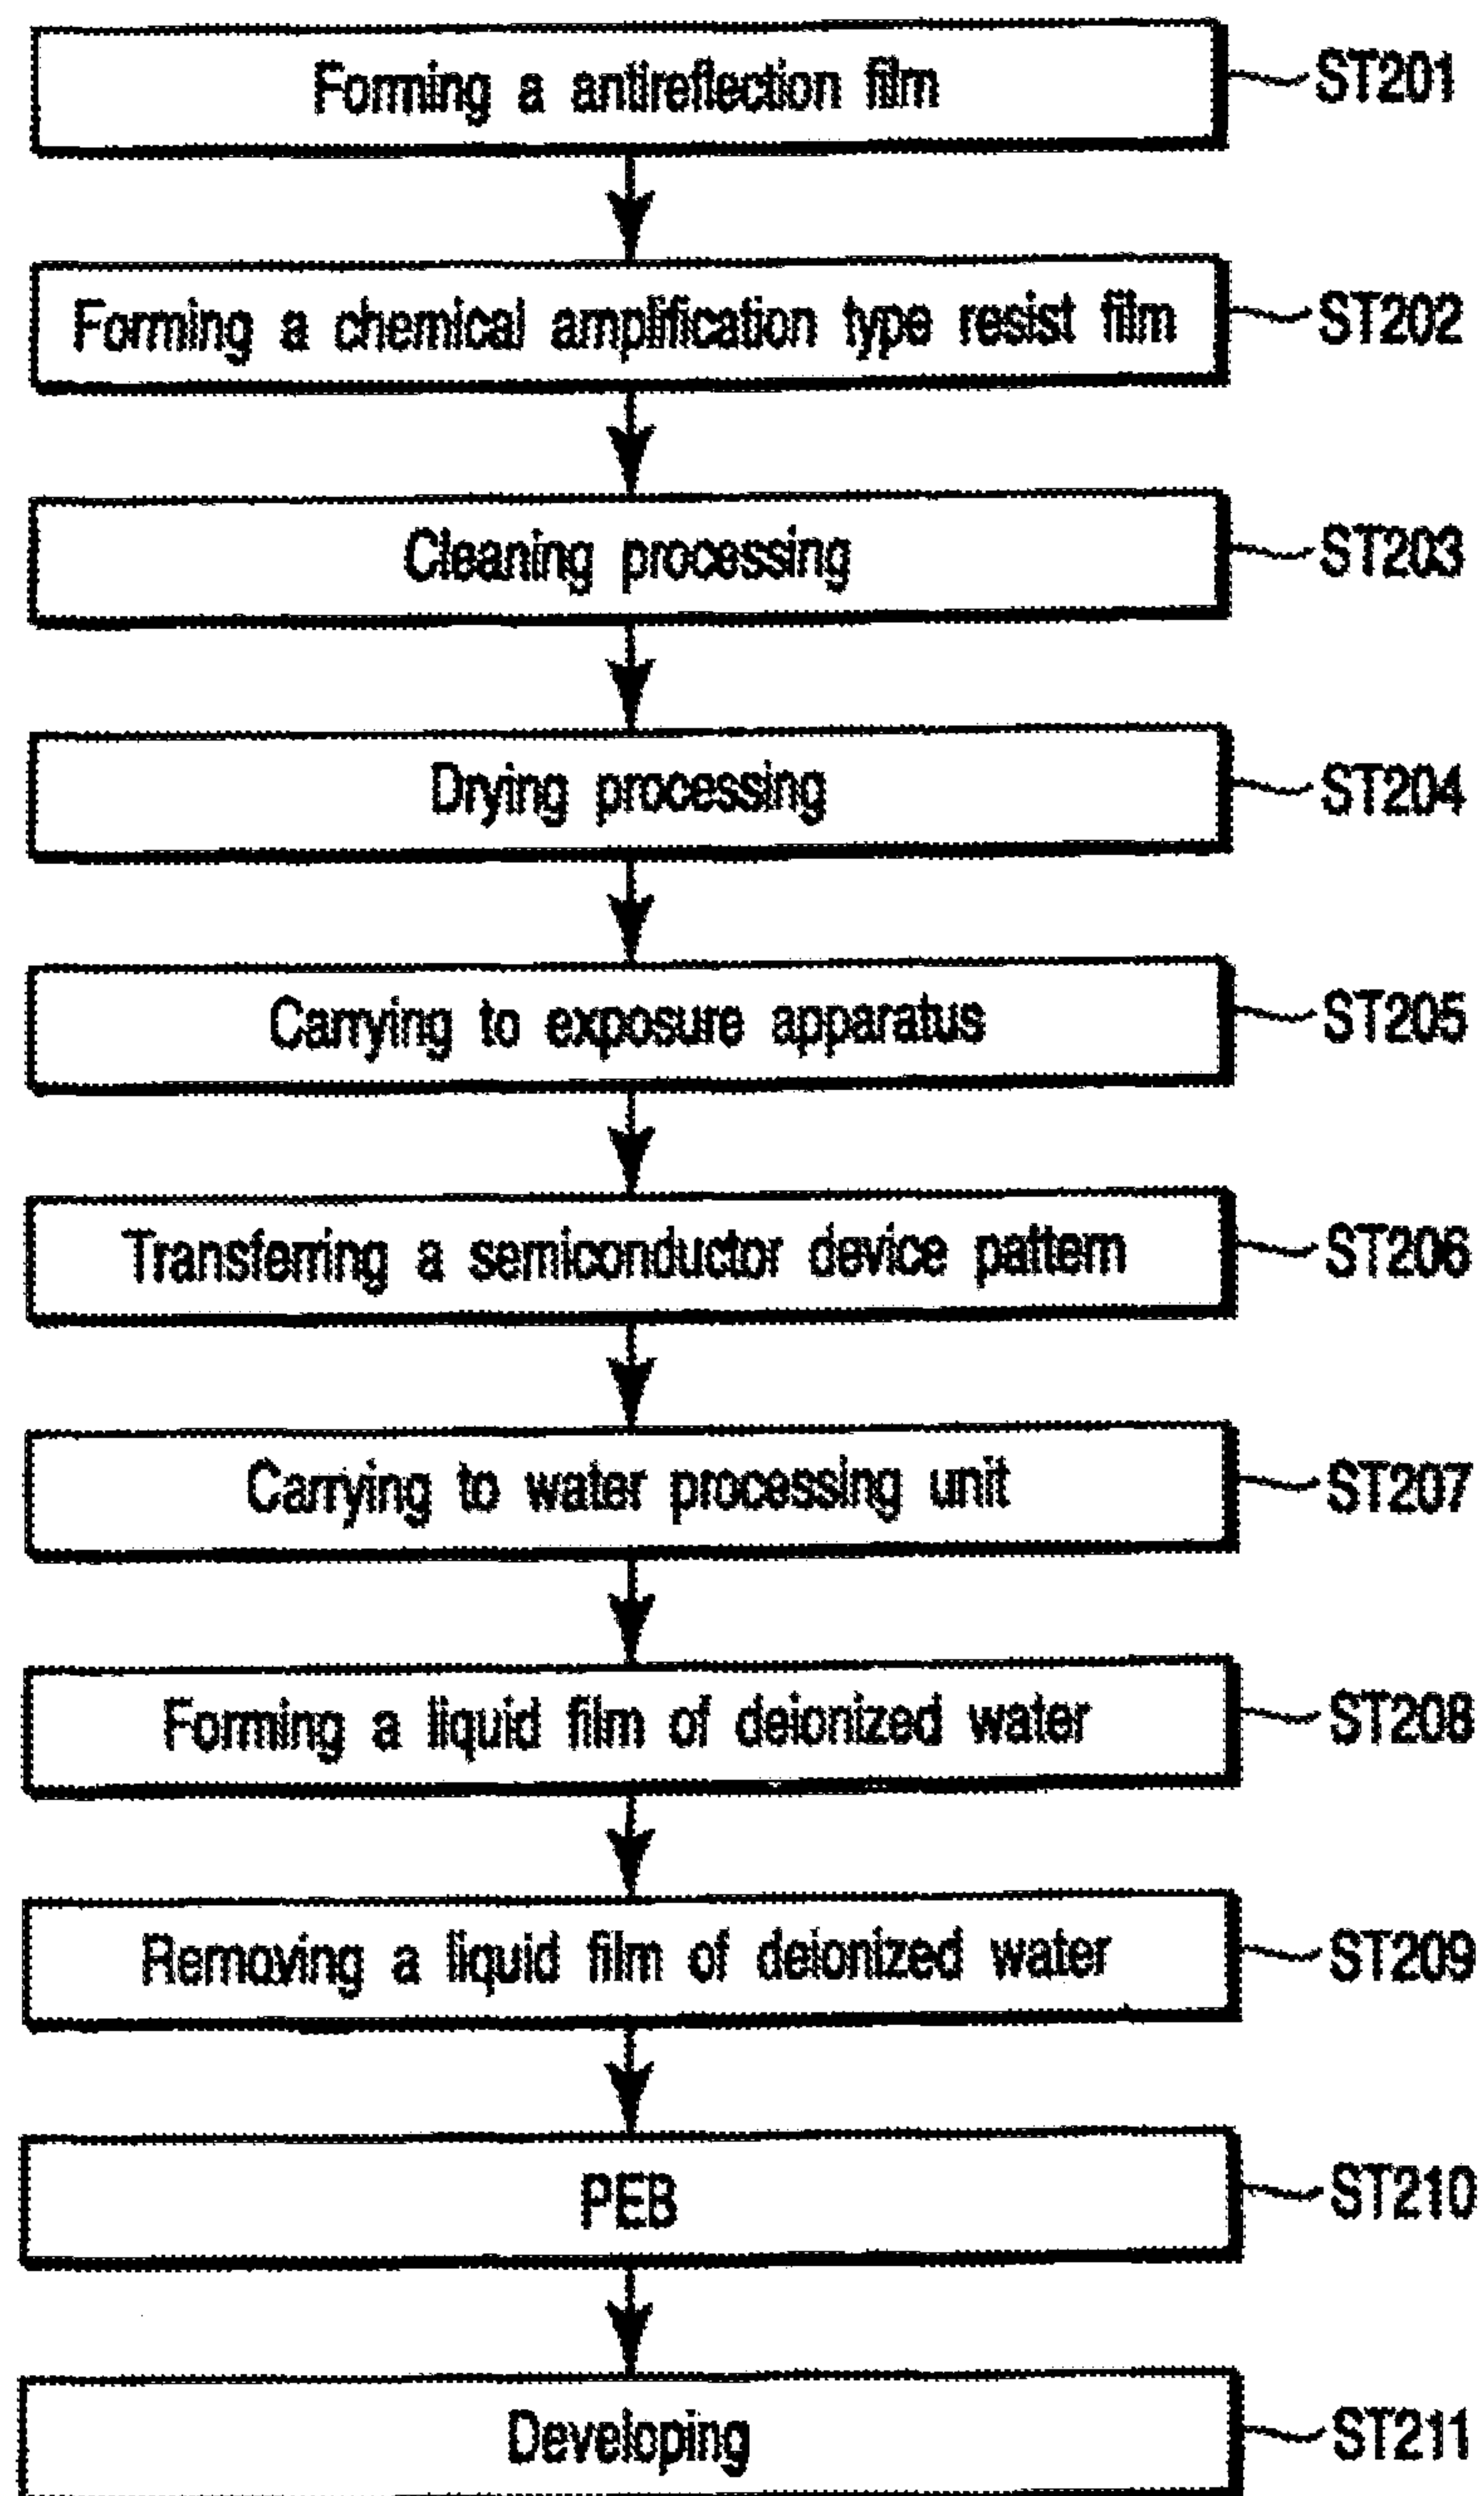 Forming a antireflection film ST201
Forming a chemical amplification type resist film ST202
Cleaning processing ST203
Drying processing ST204
Carrying to exposure apparatus ST205
Transferring a semiconductor device pattern ST206
Carrying to water processing unit ST207
Forming a liquid film of deionized water ST208
Removing a liquid film of deionized water ST209
PEB ST210
Developing ST211